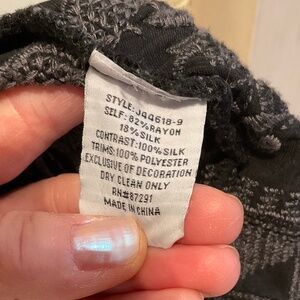 STYLE:J44618-9
SELF: 82%RAYON
18%SILK
CONTRAST:100%SILK
TRIMS:100% POLYESTER
EXCLUSIVE OF DECORATION
DRY CLEAN ONLY
RN#87291
MADE IN CHINA